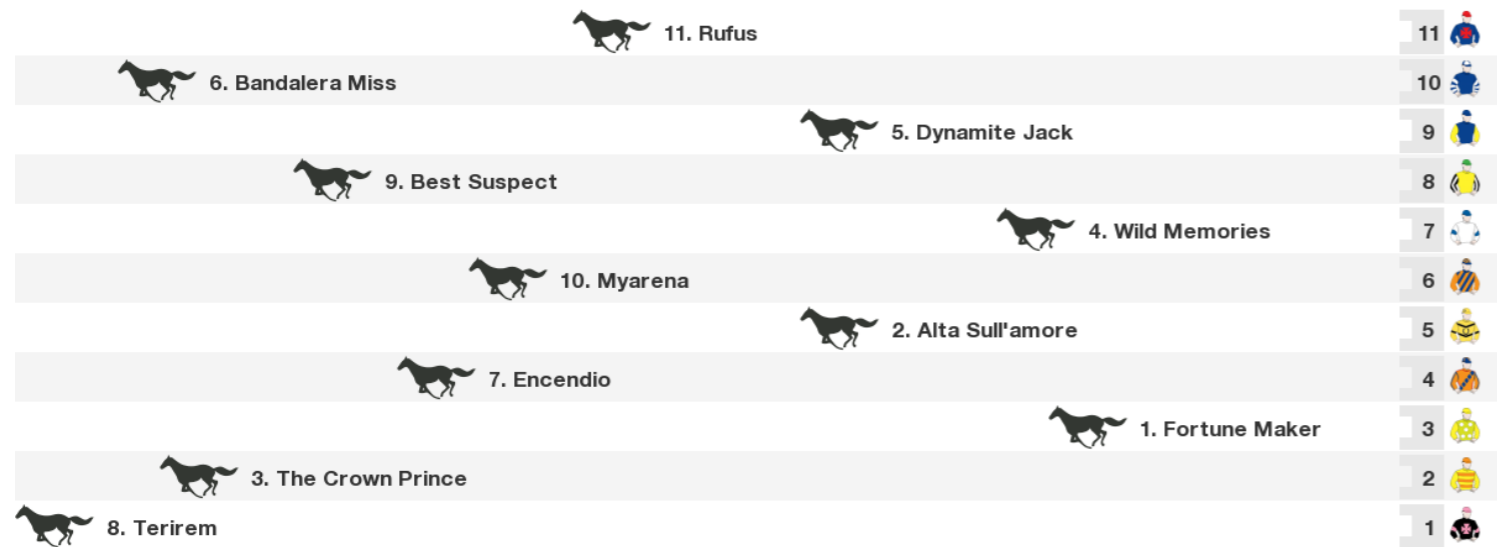 11. Rufus 11
6. Bandalera Miss 10
5. Dynamite Jack 9
9. Best Suspect 8
4. Wild Memories 7
10. Myarena 6
2. Alta Sull'amore 5
7. Encendio 4
1. Fortune Maker 3
3. The Crown Prince 2
8. Terirem 1